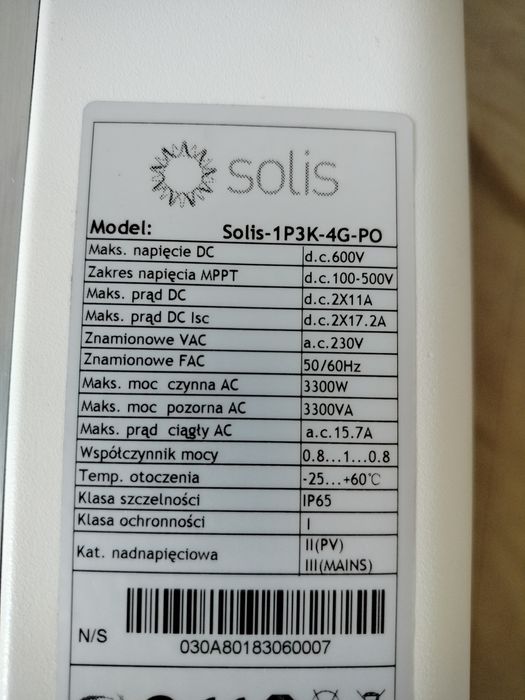 solis
Model: Solis-1P3K-4G-PO
Maks. napięcie DC d.c.600V
Zakres napięcia MPPT d.c.100-500V
Maks. prąd DC d.c.2X11A
Maks. prąd DC Isc d.c.2X17.2A
Znamionowe VAC a.c.230V
Znamionowe FAC 50/60Hz
Maks. moc czynna AC 3300W
Maks. moc pozorna AC 3300VA
Maks. prąd ciągły AC a.c.15.7A
Współczynnik mocy 0.8...1...0.8
Temp. otoczenia -25...+60℃
Klasa szczelności IP65
Klasa ochronności I
Kat. nadnapięciowa II(PV)
III(MAINS)
N/S
030A80183060007